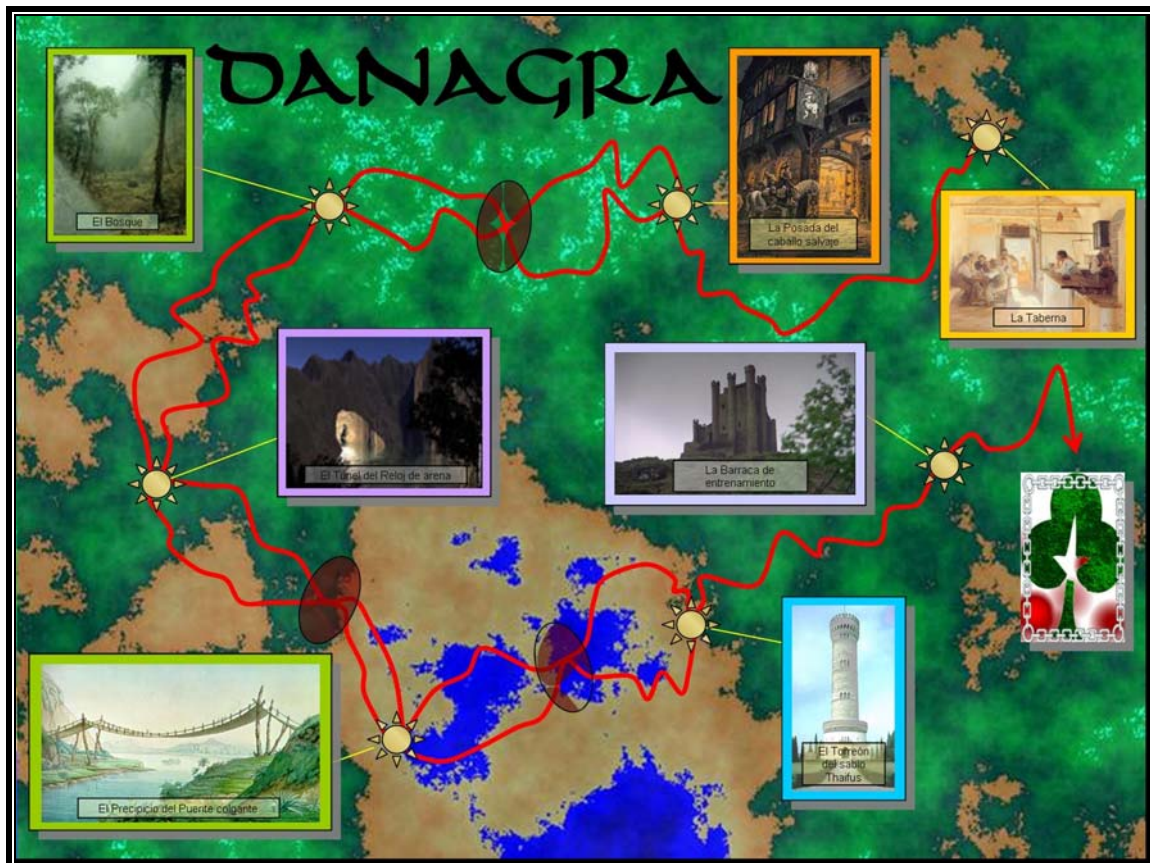 DANAGRA
El Bosque
La Posada del
caballo salvaje
La Taberna
El Túnel del Reloj de arena
La Barraca de
entrenamiento
El Precipicio del Puente colgante
El Torreón
del sabio
Thaifus